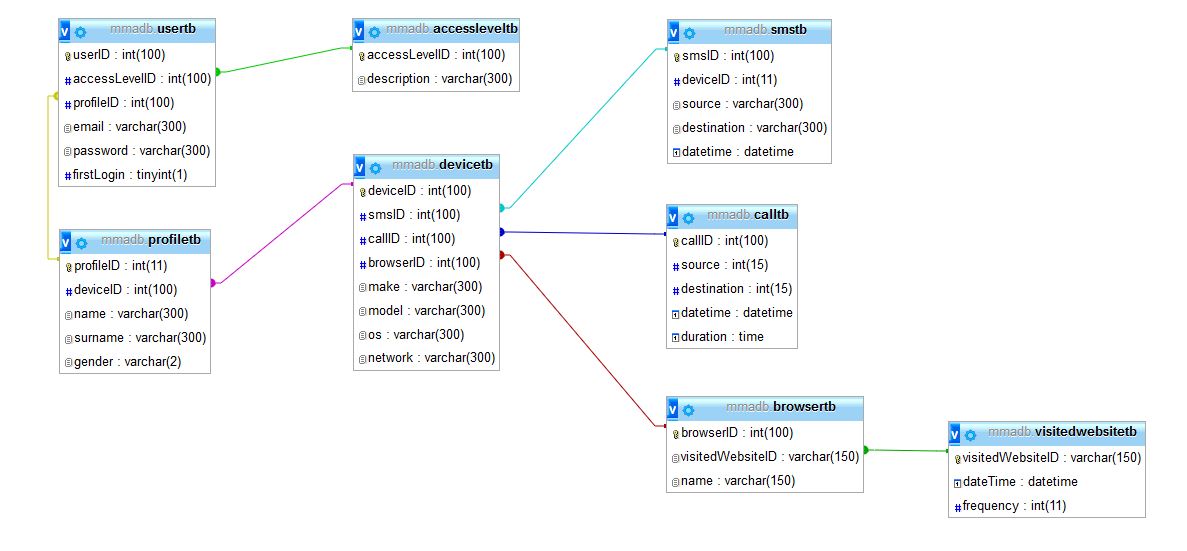 v mmadb.usertb
userID : int(100)
#accessLevelID : int(100)
#profileID : int(100)
email : varchar(300)
password : varchar(300)
#firstLogin : tinyint(1)
v mmadb.accessleveltb
accessLevelID : int(100)
description : varchar(300)
v mmadb.smstb
smsID : int(100)
#deviceID : int(11)
source : varchar(300)
destination : varchar(300)
datetime : datetime
v mmadb.devicetb
deviceID : int(100)
#smsID : int(100)
#callID : int(100)
#browserID : int(100)
make : varchar(300)
model : varchar(300)
os : varchar(300)
network : varchar(300)
v mmadb.profiletb
profileID : int(11)
#deviceID : int(100)
name : varchar(300)
surname : varchar(300)
gender : varchar(2)
v mmadb.calltb
callID : int(100)
#source : int(15)
#destination : int(15)
datetime : datetime
duration : time
v mmadb.browsertb
browserID : int(100)
visitedWebsiteID : varchar(150)
name : varchar(150)
v mmadb.visitedwebsitetb
visitedWebsiteID : varchar(150)
dateTime : datetime
#frequency : int(11)